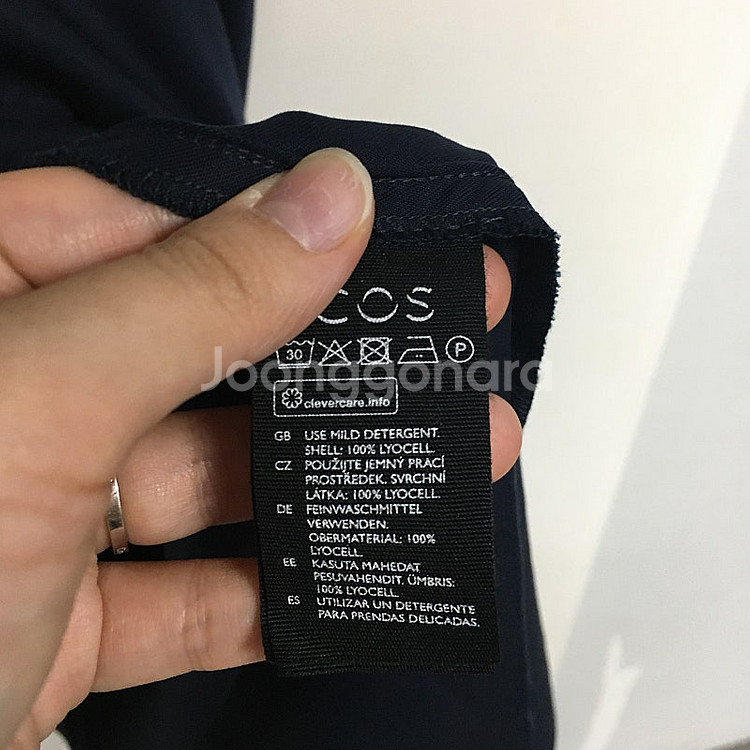 COS
30 P
Joonggonara
clevercare.info
GB USE MILD DETERGENT.
SHELL: 100% LYOCELL.
CZ POUŽIJTE JEMNÝ PRACÍ
PROSTŘEDEK. SVRCHNÍ
LÁTKA: 100% LYOCELL.
DE FEINWASCHMITTEL
VERWENDEN.
OBERMATERIAL: 100%
LYOCELL.
EE KASUTA MAHEDAT
PESUVAHENDIT. ÜMBRIS:
100% LYOCELL.
ES UTILIZAR UN DETERGENTE
PARA PRENDAS DELICADAS.